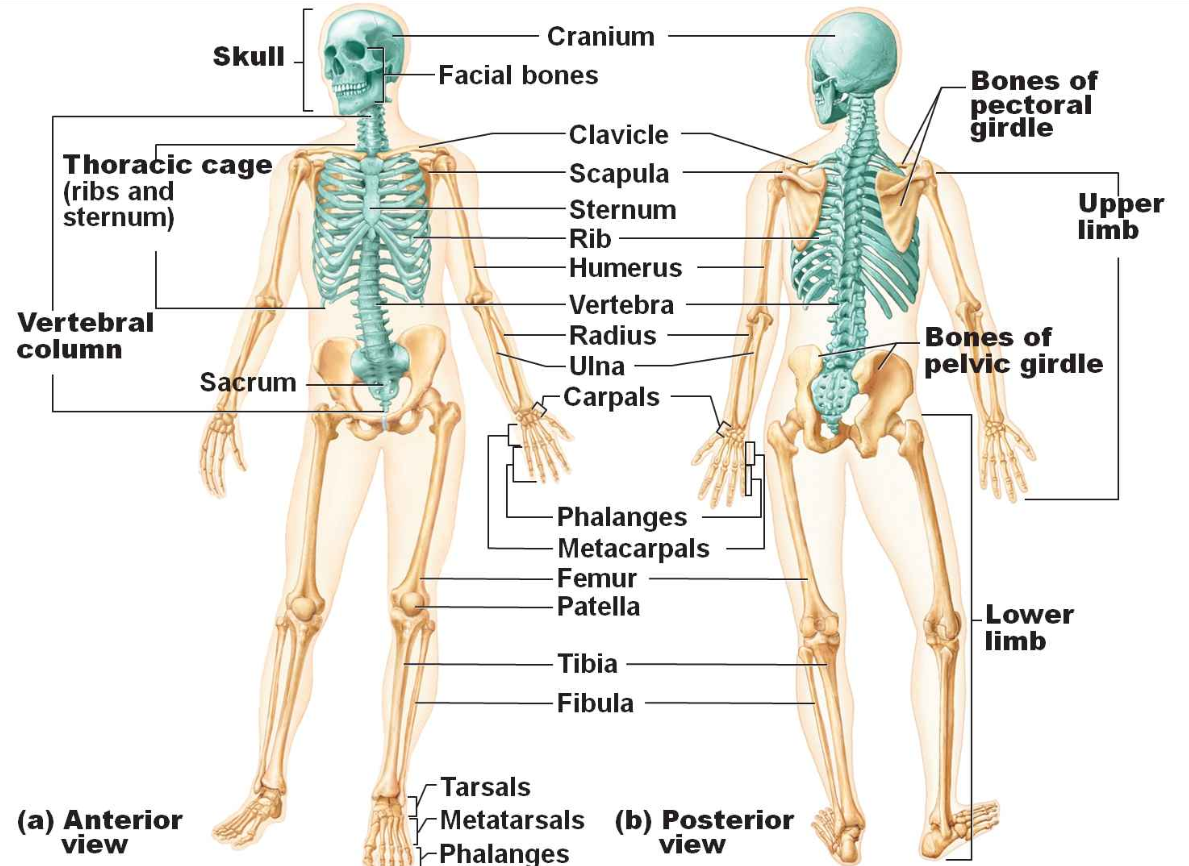 Skull
Cranium
Facial bones
Bones of
pectoral
girdle
Thoracic cage
(ribs and
sternum)
Clavicle
Scapula
Sternum
Rib
Humerus
Vertebra
Radius
Ulna
Carpals
Upper
limb
Vertebral
column
Sacrum
Bones of
pelvic girdle
Phalanges
Metacarpals
Femur
Patella
Tibia
Fibula
Lower
limb
Tarsals
Metatarsals
Phalanges
(a) Anterior
view
(b) Posterior
view